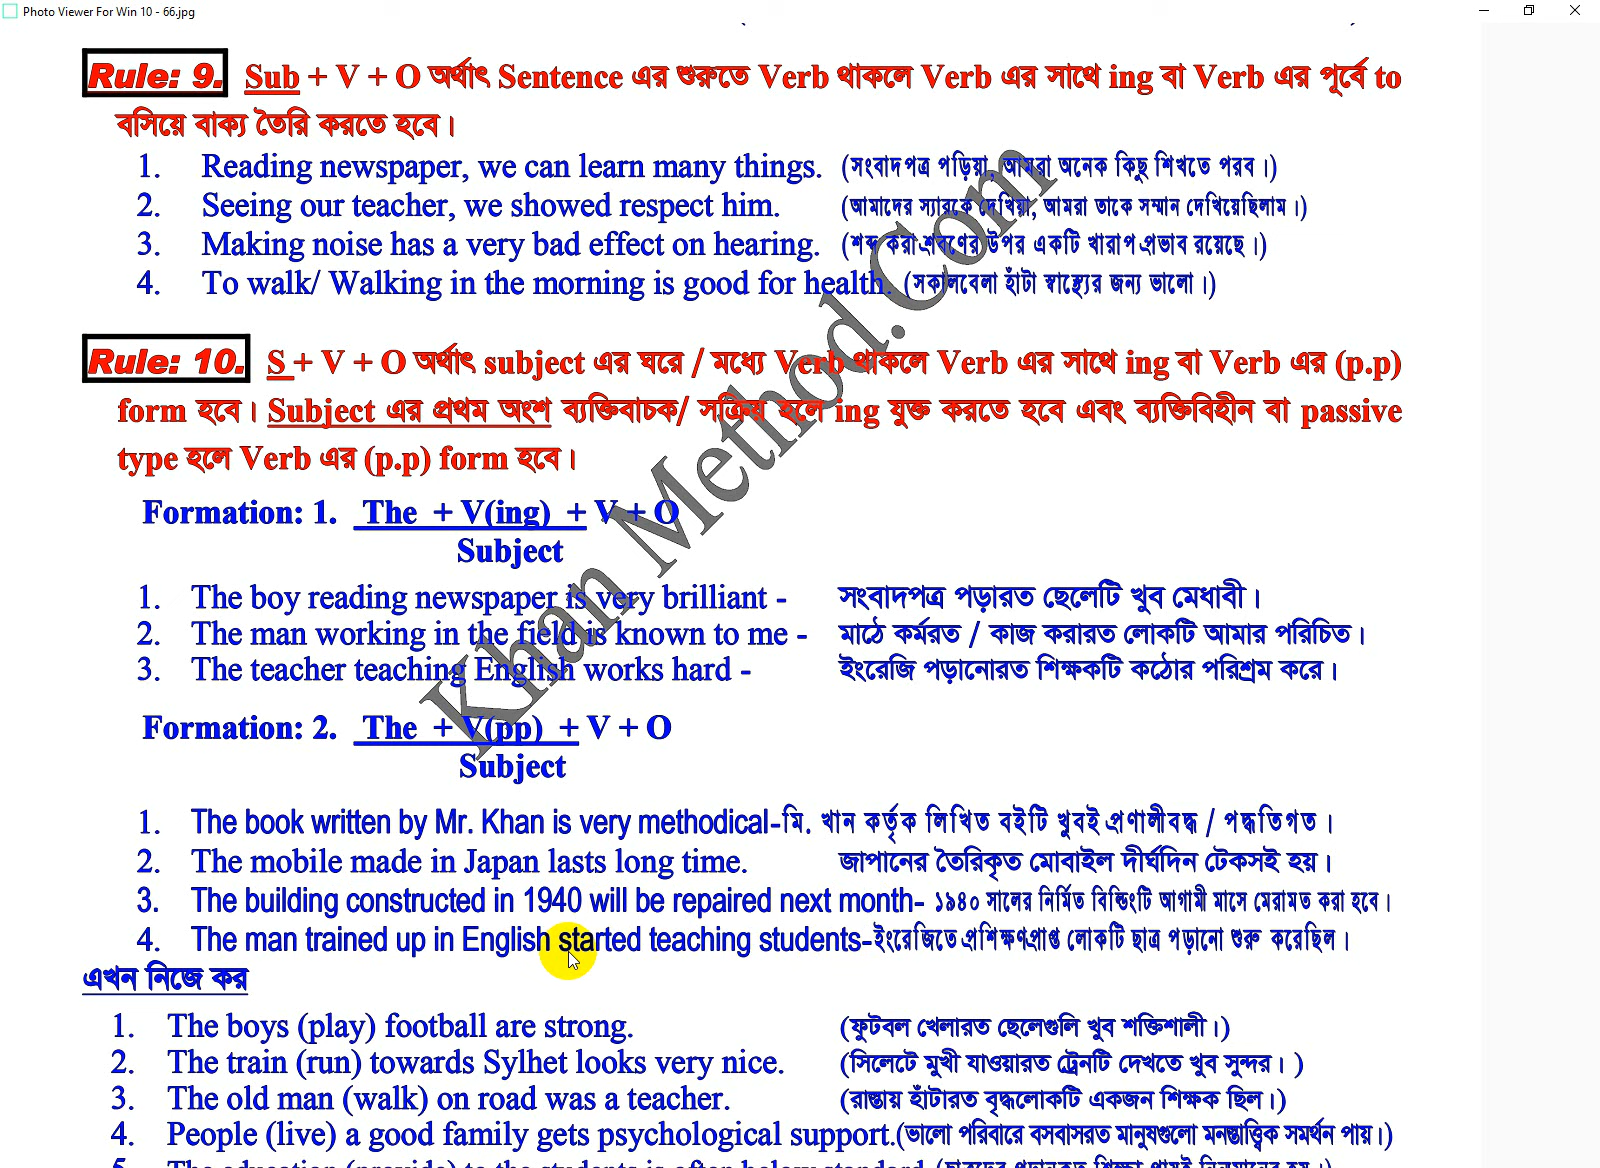 Photo Viewer For Win 10 - 66.jpg
Rule: 9. Sub + V + O অর্থাৎ Sentence এর শুরুতে Verb থাকলে Verb এর সাথে ing বা Verb এর পূর্বে to
বসিয়ে বাক্য তৈরি করতে হবে।
1. Reading newspaper, we can learn many things. (সংবাদপত্র পড়িয়া, আমরা অনেক কিছু শিখতে পরব।)
2. Seeing our teacher, we showed respect him. (আমাদের স্যারকে দেখিয়া, আমরা তাকে সম্মান দেখিয়েছিলাম।)
3. Making noise has a very bad effect on hearing. (শব্দ করা শ্রবণের উপর একটি খারাপ প্রভাব রয়েছে।)
4. To walk/ Walking in the morning is good for health. (সকালবেলা হাঁটা স্বাস্থ্যের জন্য ভালো।)
Rule: 10. S + V + O অর্থাৎ subject এর ঘরে / মধ্যে Verb থাকলে Verb এর সাথে ing বা Verb এর (p.p)
form হবে। Subject এর প্রথম অংশ ব্যক্তিবাচক/ সক্রিয় হলে ing যুক্ত করতে হবে এবং ব্যক্তিবিহীন বা passive
type হলে Verb এর (p.p) form হবে।
Formation: 1. The + V(ing) + V + O
Subject
1. The boy reading newspaper is very brilliant - সংবাদপত্র পড়ারত ছেলেটি খুব মেধাবী।
2. The man working in the field is known to me - মাঠে কর্মরত / কাজ করারত লোকটি আমার পরিচিত।
3. The teacher teaching English works hard - ইংরেজি পড়ানোরত শিক্ষকটি কঠোর পরিশ্রম করে।
Formation: 2. The + V(pp) + V + O
Subject
1. The book written by Mr. Khan is very methodical-মি. খান কর্তৃক লিখিত বইটি খুবই প্রণালীবদ্ধ / পদ্ধতিগত।
2. The mobile made in Japan lasts long time. জাপানের তৈরিকৃত মোবাইল দীর্ঘদিন টেকসই হয়।
3. The building constructed in 1940 will be repaired next month- ১৯৪০ সালের নির্মিত বিল্ডিংটি আগামী মাসে মেরামত করা হবে।
4. The man trained up in English started teaching students-ইংরেজিতে প্রশিক্ষণপ্রাপ্ত লোকটি ছাত্র পড়ানো শুরু করেছিল।
এখন নিজে কর
1. The boys (play) football are strong. (ফুটবল খেলারত ছেলেগুলি খুব শক্তিশালী।)
2. The train (run) towards Sylhet looks very nice. (সিলেটে মুখী যাওয়ারত ট্রেনটি দেখতে খুব সুন্দর। )
3. The old man (walk) on road was a teacher. (রাস্তায় হাঁটারত বৃদ্ধলোকটি একজন শিক্ষক ছিল।)
4. People (live) a good family gets psychological support.(ভালো পরিবারে বসবাসরত মানুষগুলো মনস্তাত্ত্বিক সমর্থন পায়।)
5. The education (provide) to the students is often below standard.
Khan Method.Com